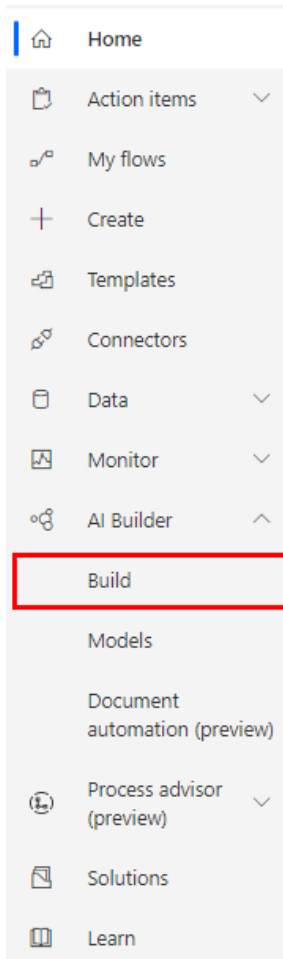 Home
Action items
My flows
Create
Templates
Connectors
Data
Monitor
AI Builder
Build
Models
Document
automation (preview)
Process advisor
(preview)
Solutions
Learn